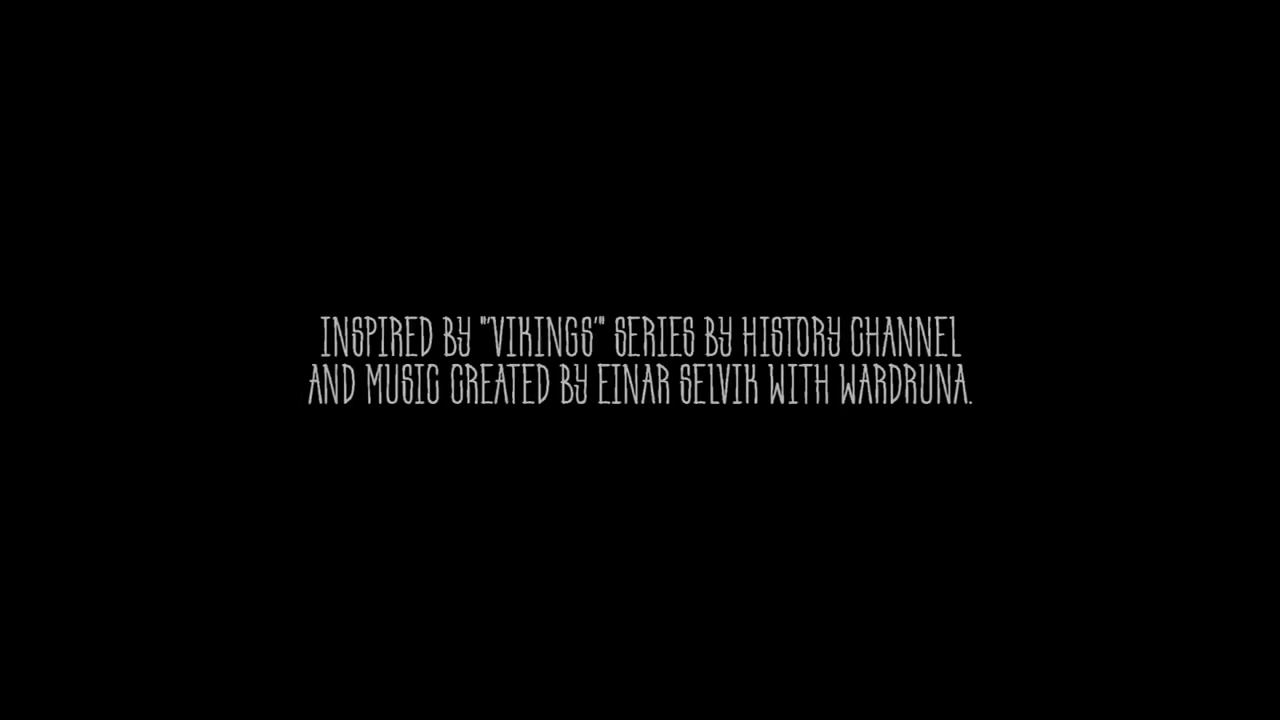 INSPIRED BY "'VIKINGS'" SERIES BY HISTORY CHANNEL
AND MUSIC CREATED BY EINAR SELVIK WITH WARDRUNA.